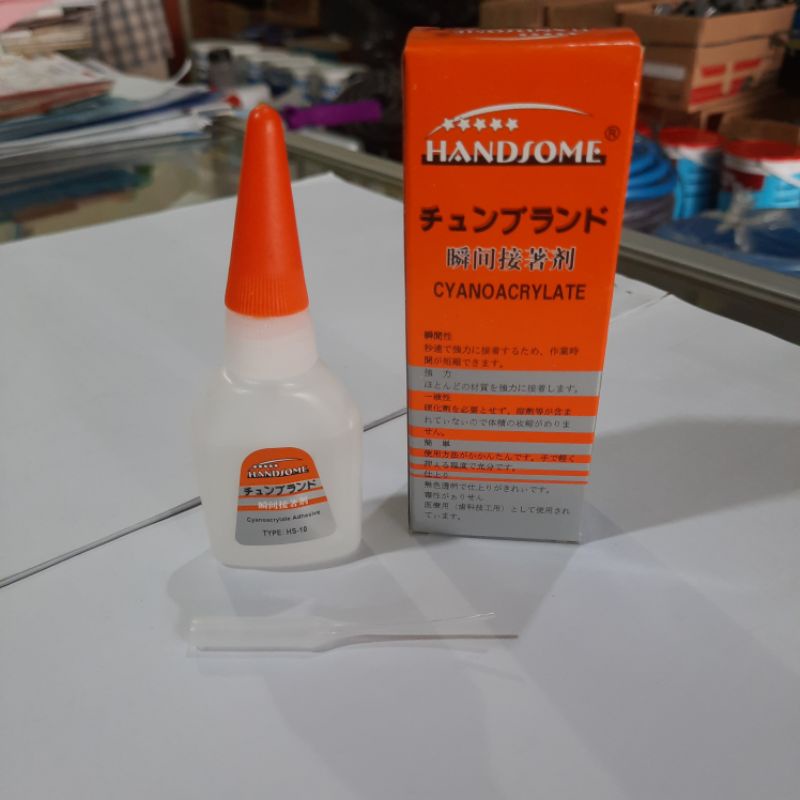 HANDSOME
HANDSOME®
チュンブランド
瞬间接著剂
CYANOACRYLATE
瞬間性
秒速で強力に接着するため、作業時
間が短縮できます。
強 力
ほとんどの材質を強力に接着します。
一液性
硬化剤を必要とせず、溶剤等が含ま
れていないので体積の収縮がありま
せん。
簡 単
使用方法がかかんたんです。手で軽く
抑える程度で充分です。
仕上り
無色透明で仕上りがきれいです。
毒性がありせん
医療用（歯科技工用）として使用され
ています。
HANDSOME
チュンブランド
瞬间接著剂
Cyanoacrylate Adhesive
TYPE: HS-10